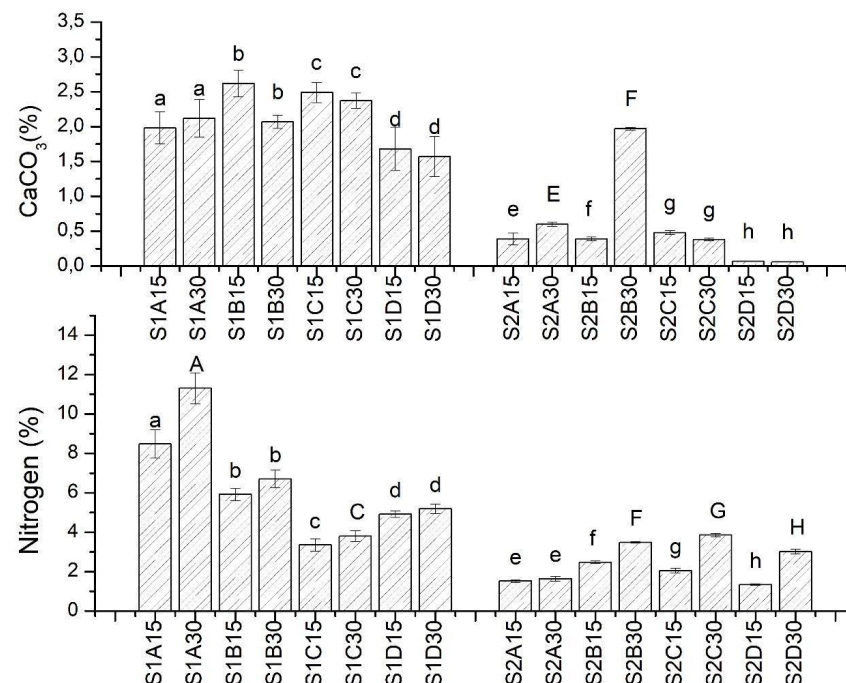 3,5
3,0
2,5
2,0
1,5
1,0
0,5
0,0
CaCO₃(%)
a a b b c c d d e E f F g g h h
S1A15 S1A30 S1B15 S1B30 S1C15 S1C30 S1D15 S1D30 S2A15 S2A30 S2B15 S2B30 S2C15 S2C30 S2D15 S2D30
14
12
10
8
6
4
2
0
Nitrogen (%)
a A b b c C d d e e f F g G h H
S1A15 S1A30 S1B15 S1B30 S1C15 S1C30 S1D15 S1D30 S2A15 S2A30 S2B15 S2B30 S2C15 S2C30 S2D15 S2D30